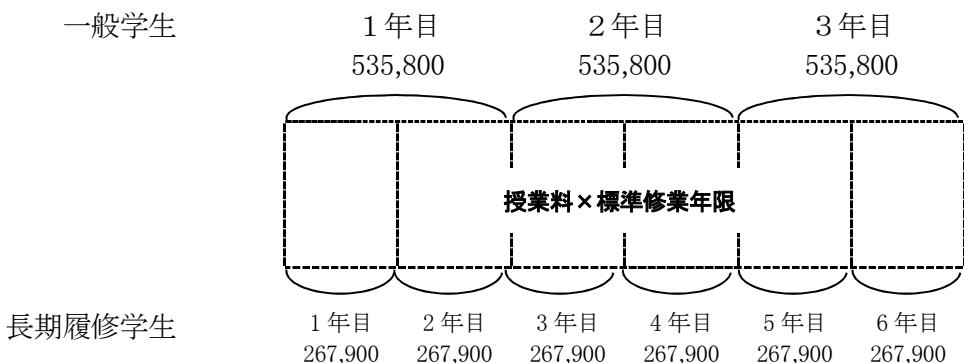 一般学生 １年目 ２年目 ３年目
535,800 535,800 535,800
授業料×標準修業年限
長期履修学生 １年目 ２年目 ３年目 ４年目 ５年目 ６年目
267,900 267,900 267,900 267,900 267,900 267,900